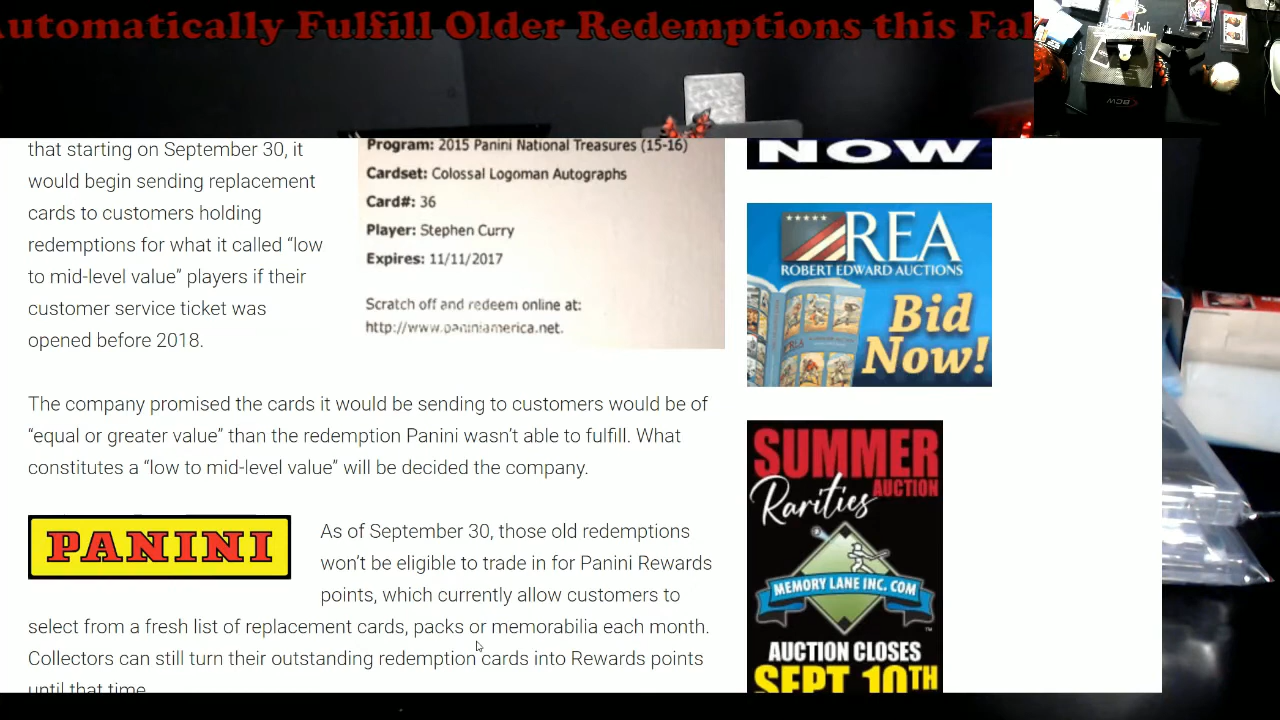 utomatically Fulfill Older Redemptions this Fal
that starting on September 30, it
would begin sending replacement
cards to customers holding
redemptions for what it called “low
to mid-level value” players if their
customer service ticket was
opened before 2018.
Program: 2015 Panini National Treasures (15-16)
Cardset: Colossal Logoman Autographs
Card#: 36
Player: Stephen Curry
Expires: 11/11/2017
Scratch off and redeem online at:
http://www.paniniamerica.net.
The company promised the cards it would be sending to customers would be of
“equal or greater value” than the redemption Panini wasn’t able to fulfill. What
constitutes a “low to mid-level value” will be decided the company.
PANINI
As of September 30, those old redemptions
won’t be eligible to trade in for Panini Rewards
points, which currently allow customers to
select from a fresh list of replacement cards, packs or memorabilia each month.
Collectors can still turn their outstanding redemption cards into Rewards points
until that time.
NOW
REA
ROBERT EDWARD AUCTIONS
Bid
Now!
SUMMER
Rarities AUCTION
MEMORY LANE INC.COM
AUCTION CLOSES
SEPT 10TH
BCW